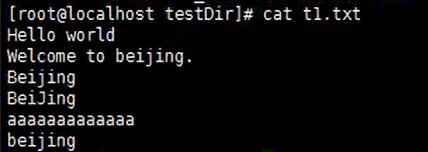 [root@localhost testDir]# cat t1.txt
Hello world
Welcome to beijing.
Beijing
BeiJing
aaaaaaaaaaaaa
beijing